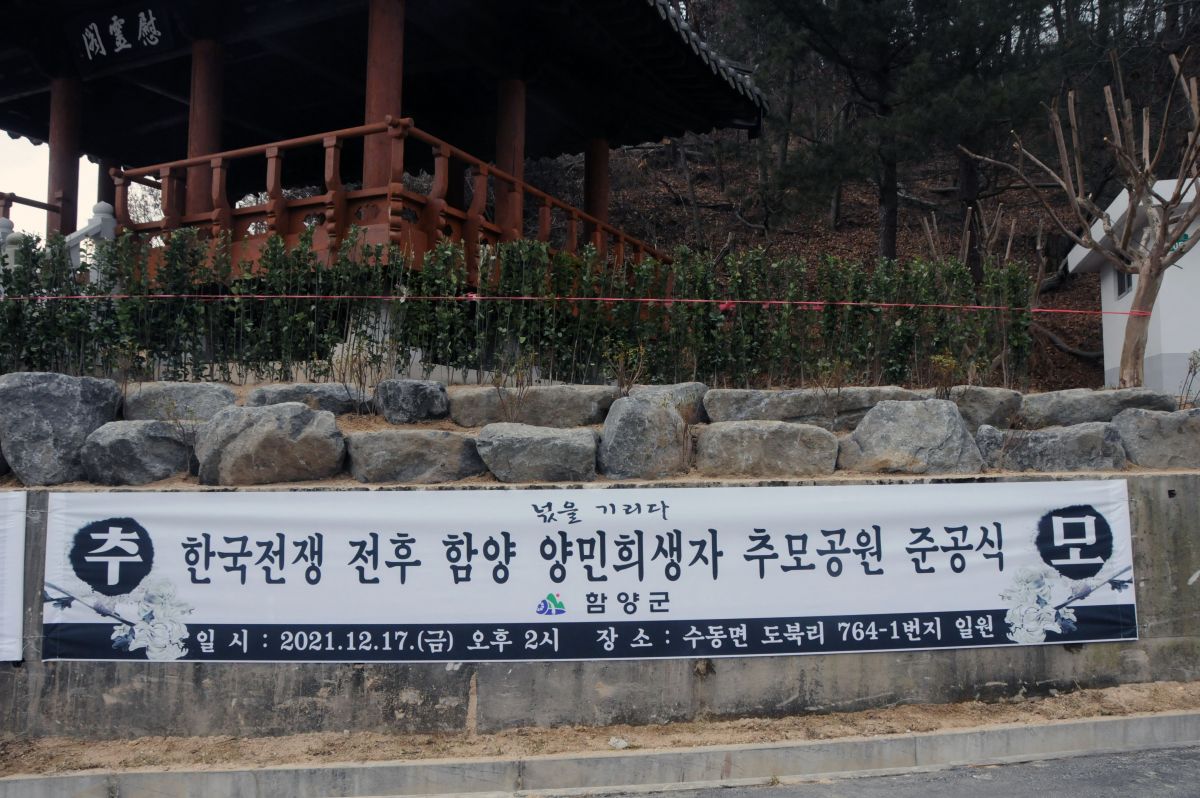 慰靈閣
넋을 기리다
추 한국전쟁 전후 함양 양민희생자 추모공원 준공식 모
함양군
일 시 : 2021.12.17.(금) 오후 2시 장 소 : 수동면 도북리 764-1번지 일원